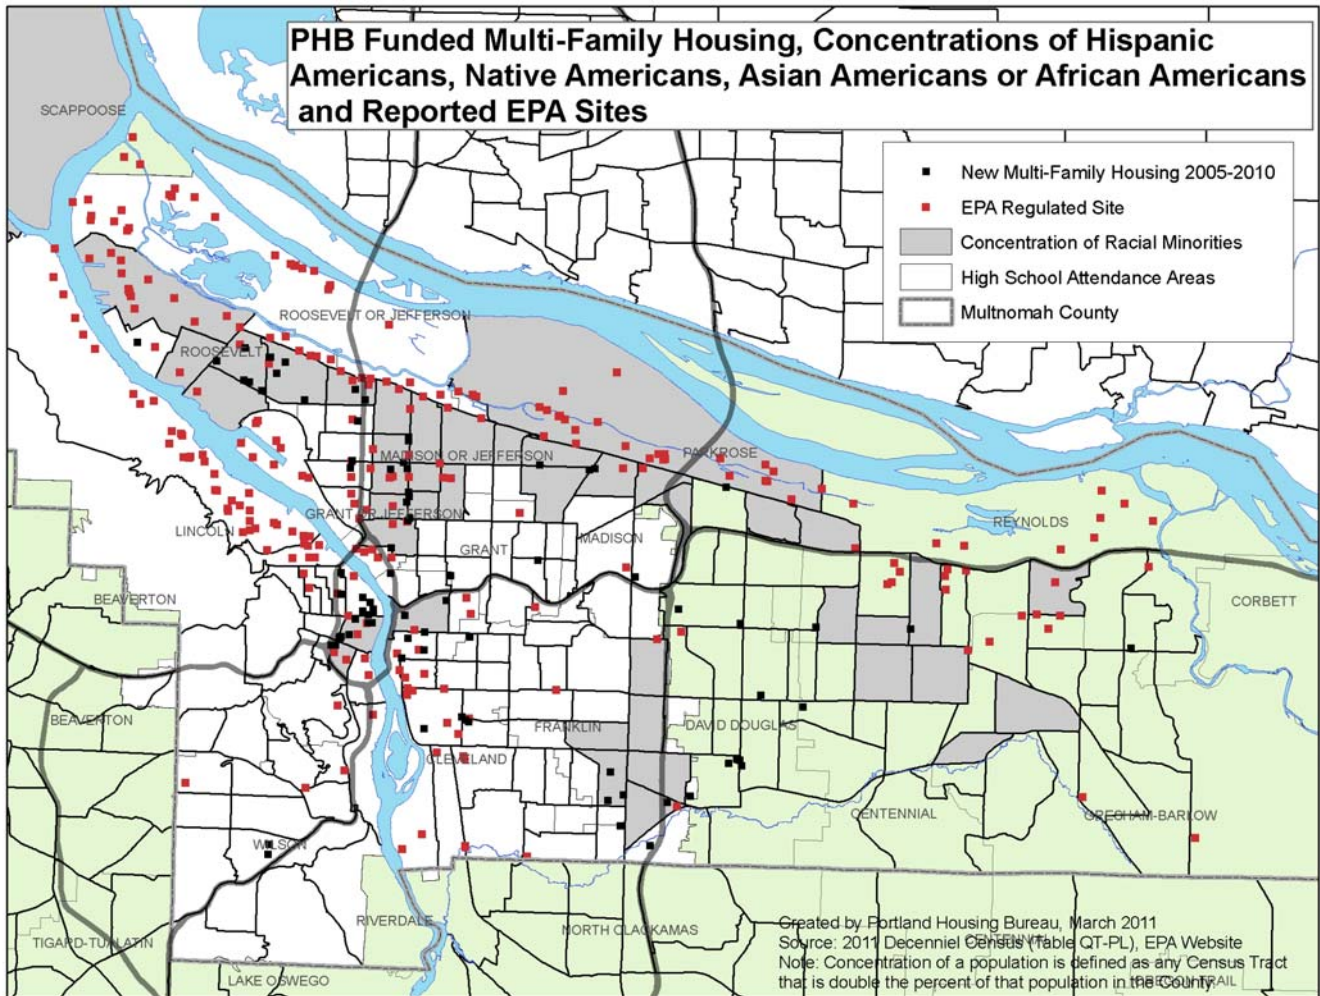 PHB Funded Multi-Family Housing, Concentrations of Hispanic
Americans, Native Americans, Asian Americans or African Americans
and Reported EPA Sites
SCAPPOOSE
New Multi-Family Housing 2005-2010
EPA Regulated Site
Concentration of Racial Minorities
High School Attendance Areas
Multnomah County
ROOSEVELT OR JEFFERSON
ROOSEVELT
MADISON OR JEFFERSON
PARKROSE
GRANT OR JEFFERSON
LINCOLN
GRANT
MADISON
REYNOLDS
BEAVERTON
CORBETT
BEAVERTON
FRANKLIN
DAVID DOUGLAS
CLEVELAND
CENTENNIAL
GRESHAM-BARLOW
WILSON
RIVERDALE
NORTH CLACKAMAS
TIGARD-TUALATIN
CENTENNIAL
LAKE OSWEGO
OREGON TRAIL
Created by Portland Housing Bureau, March 2011
Source: 2011 Decenniel Census (Table QT-PL), EPA Website
Note: Concentration of a population is defined as any Census Tract
that is double the percent of that population in the County.